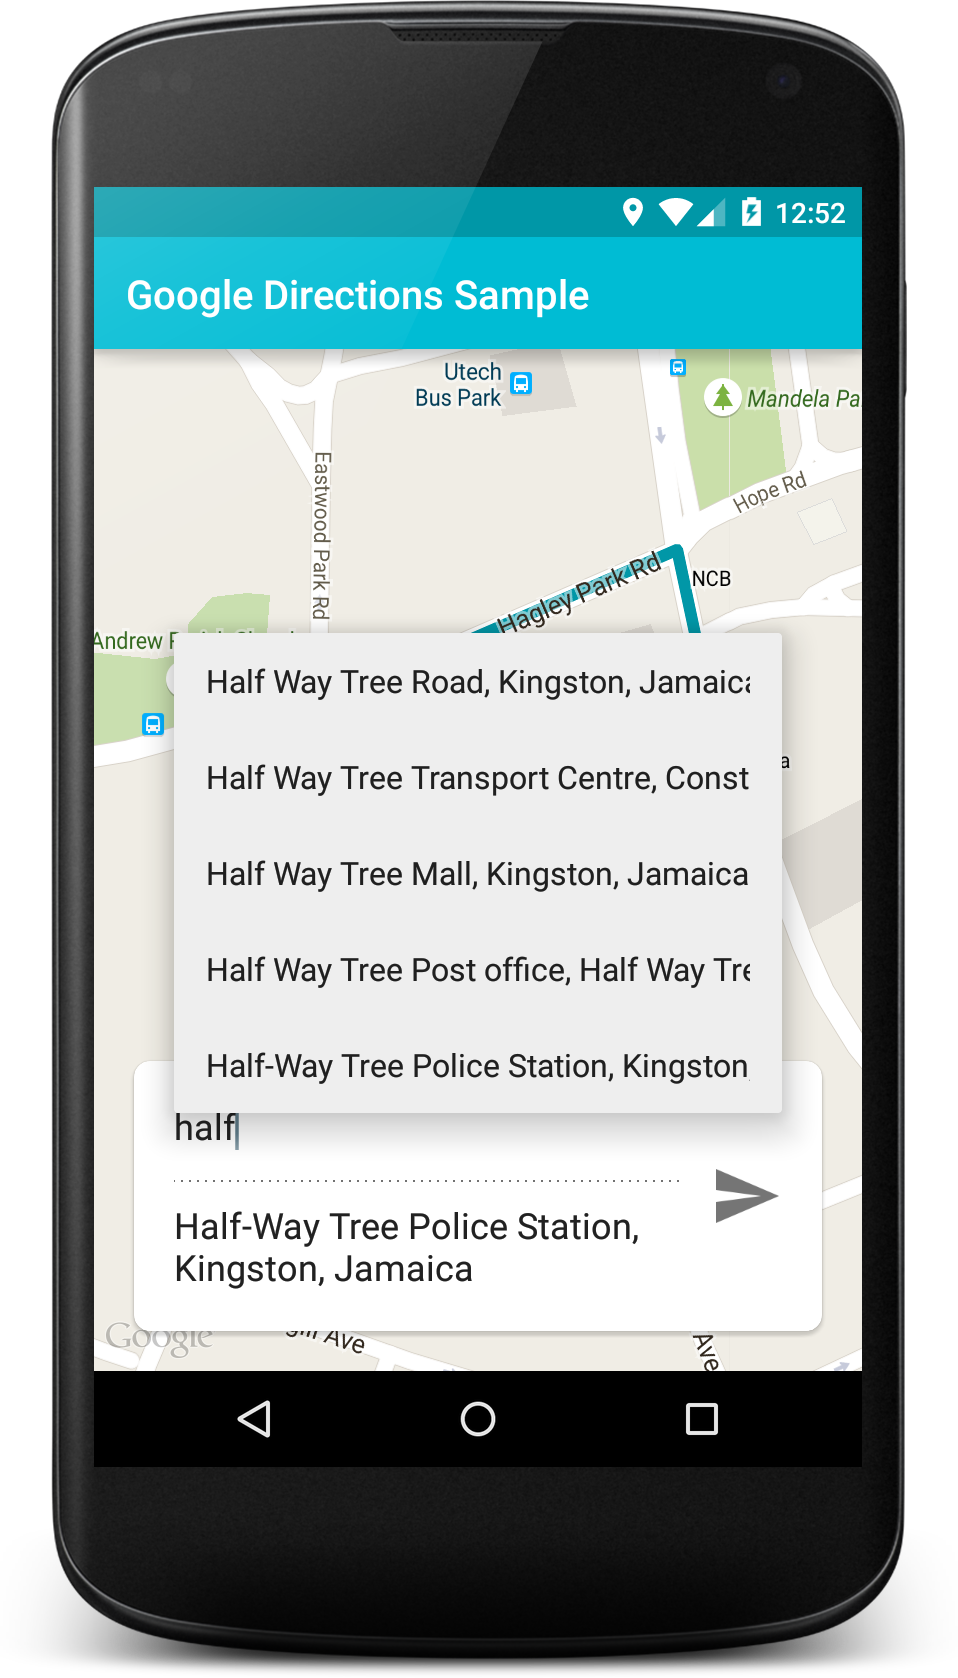 12:52
Google Directions Sample
Utech
Bus Park
Mandela Pa
Eastwood Park Rd
Hope Rd
Hagley Park Rd
NCB
Andrew
Half Way Tree Road, Kingston, Jamaica
Half Way Tree Transport Centre, Const
Half Way Tree Mall, Kingston, Jamaica
Half Way Tree Post office, Half Way Tre
Half-Way Tree Police Station, Kingston,
a
half
Half-Way Tree Police Station,
Kingston, Jamaica
Google
Ave
Ave